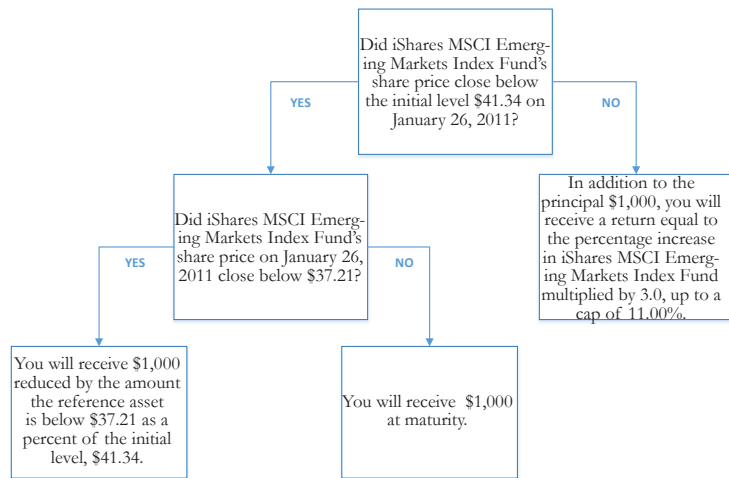 Did iShares MSCI Emerg-
ing Markets Index Fund's
share price close below
the initial level $41.34 on
January 26, 2011?
YES
NO
Did iShares MSCI Emerg-
ing Markets Index Fund's
share price on January 26,
2011 close below $37.21?
In addition to the
principal $1,000, you will
receive a return equal to
the percentage increase
in iShares MSCI Emerg-
ing Markets Index Fund
multiplied by 3.0, up to a
cap of 11.00%.
YES
NO
You will receive $1,000
reduced by the amount
the reference asset
is below $37.21 as a
percent of the initial
level, $41.34.
You will receive $1,000
at maturity.